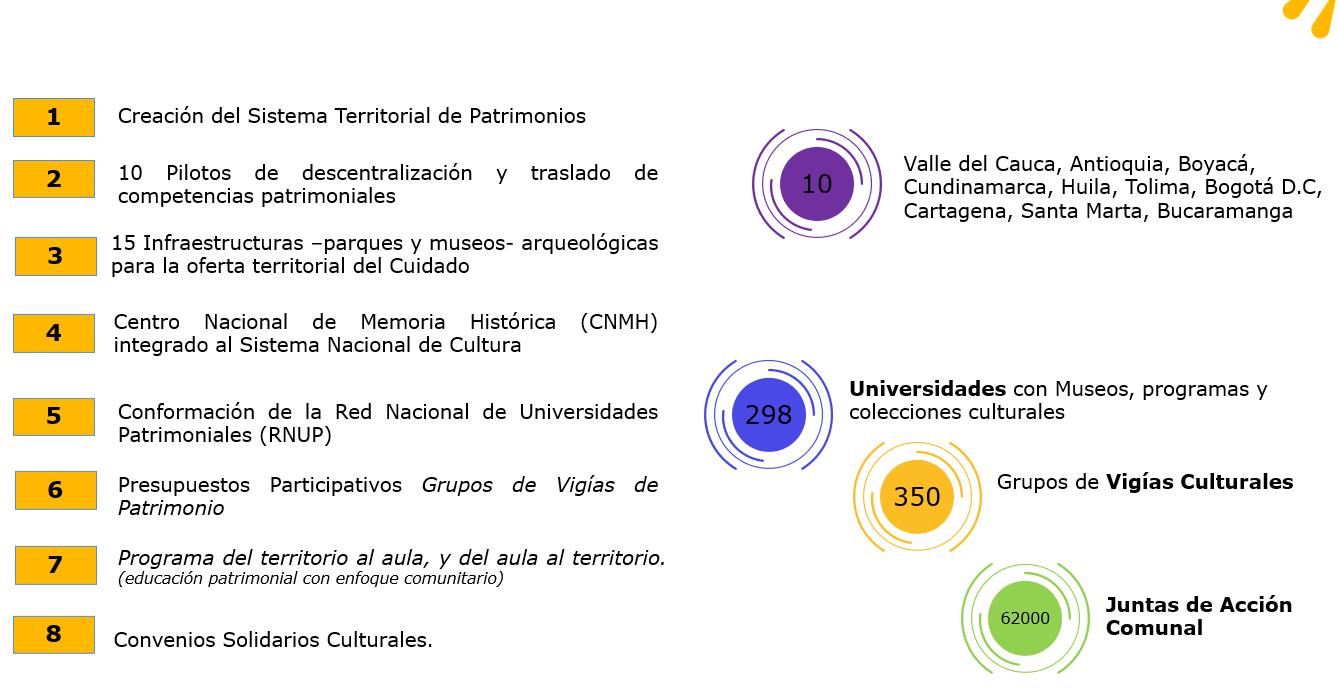 1
Creación del Sistema Territorial de Patrimonios
2
10 Pilotos de descentralización y traslado de
competencias patrimoniales
3
15 Infraestructuras –parques y museos- arqueológicas
para la oferta territorial del Cuidado
4
Centro Nacional de Memoria Histórica (CNMH)
integrado al Sistema Nacional de Cultura
5
Conformación de la Red Nacional de Universidades
Patrimoniales (RNUP)
6
Presupuestos Participativos Grupos de Vigías de
Patrimonio
7
Programa del territorio al aula, y del aula al territorio.
(educación patrimonial con enfoque comunitario)
8
Convenios Solidarios Culturales.
10
Valle del Cauca, Antioquia, Boyacá,
Cundinamarca, Huila, Tolima, Bogotá D.C,
Cartagena, Santa Marta, Bucaramanga
298
Universidades con Museos, programas y
colecciones culturales
350
Grupos de Vigías Culturales
62000
Juntas de Acción
Comunal